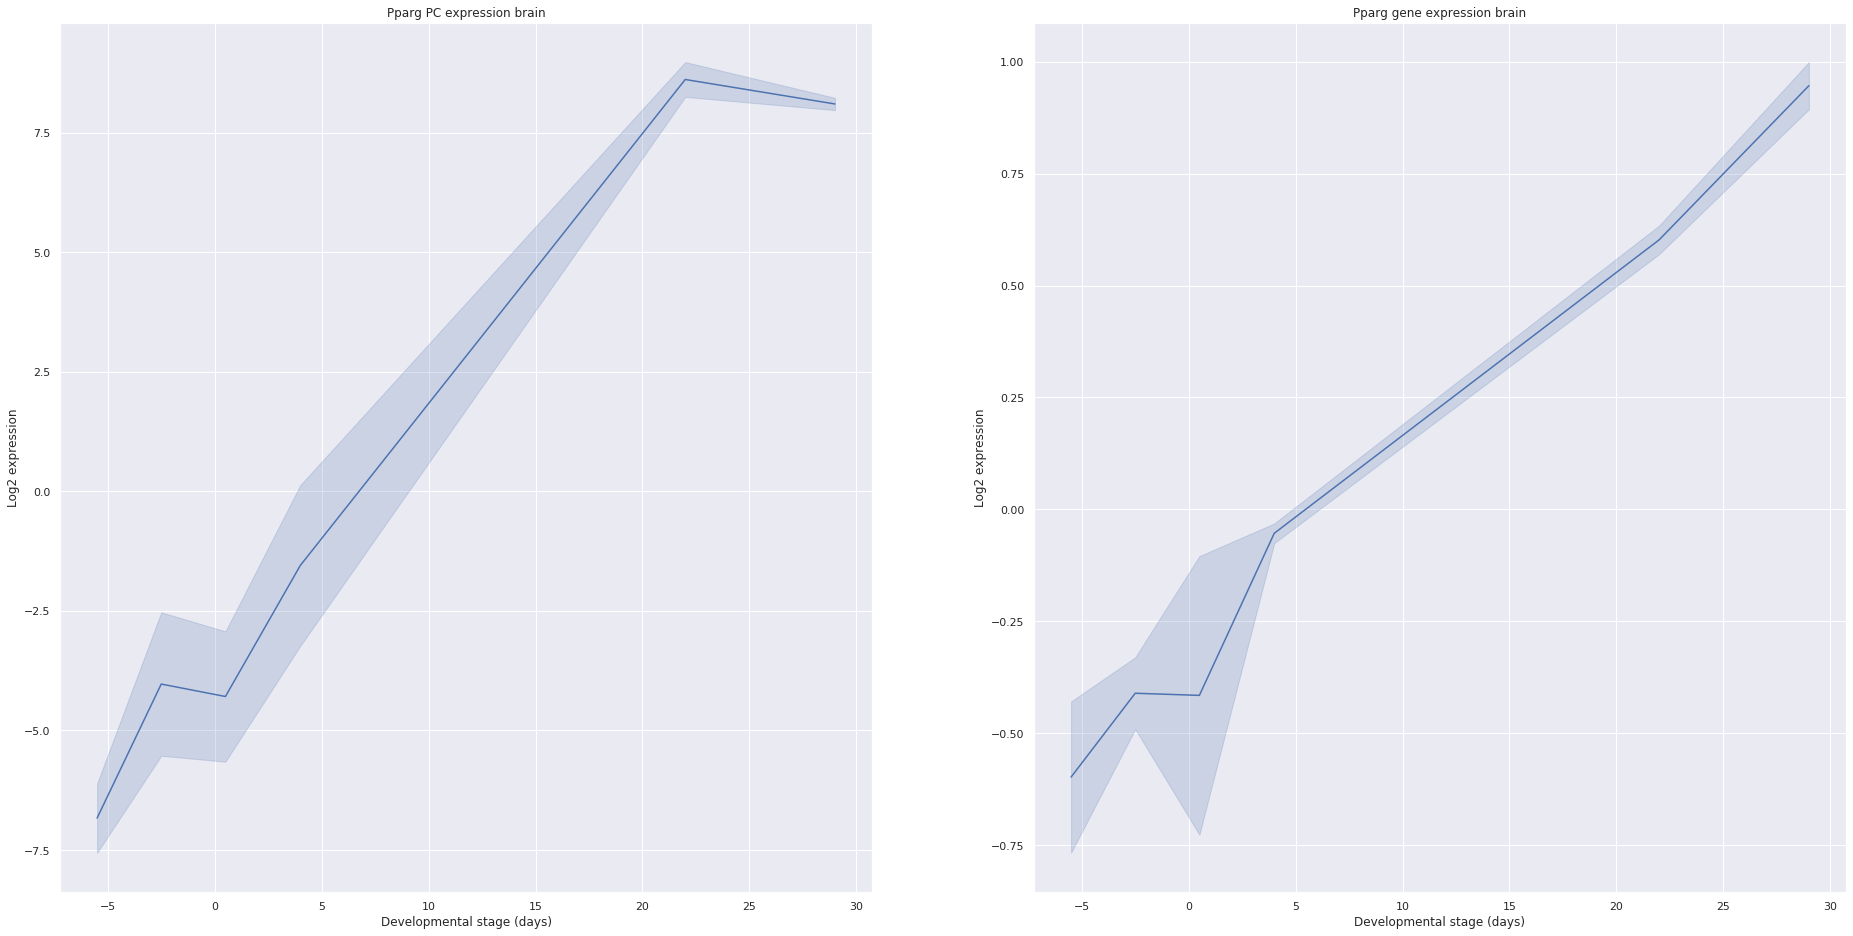 Pparg PC expression brain
Log2 expression
7.5
5.0
2.5
0.0
−2.5
−5.0
−7.5
−5 0 5 10 15 20 25 30
Developmental stage (days)
Pparg gene expression brain
Log2 expression
1.00
0.75
0.50
0.25
0.00
−0.25
−0.50
−0.75
−5 0 5 10 15 20 25 30
Developmental stage (days)